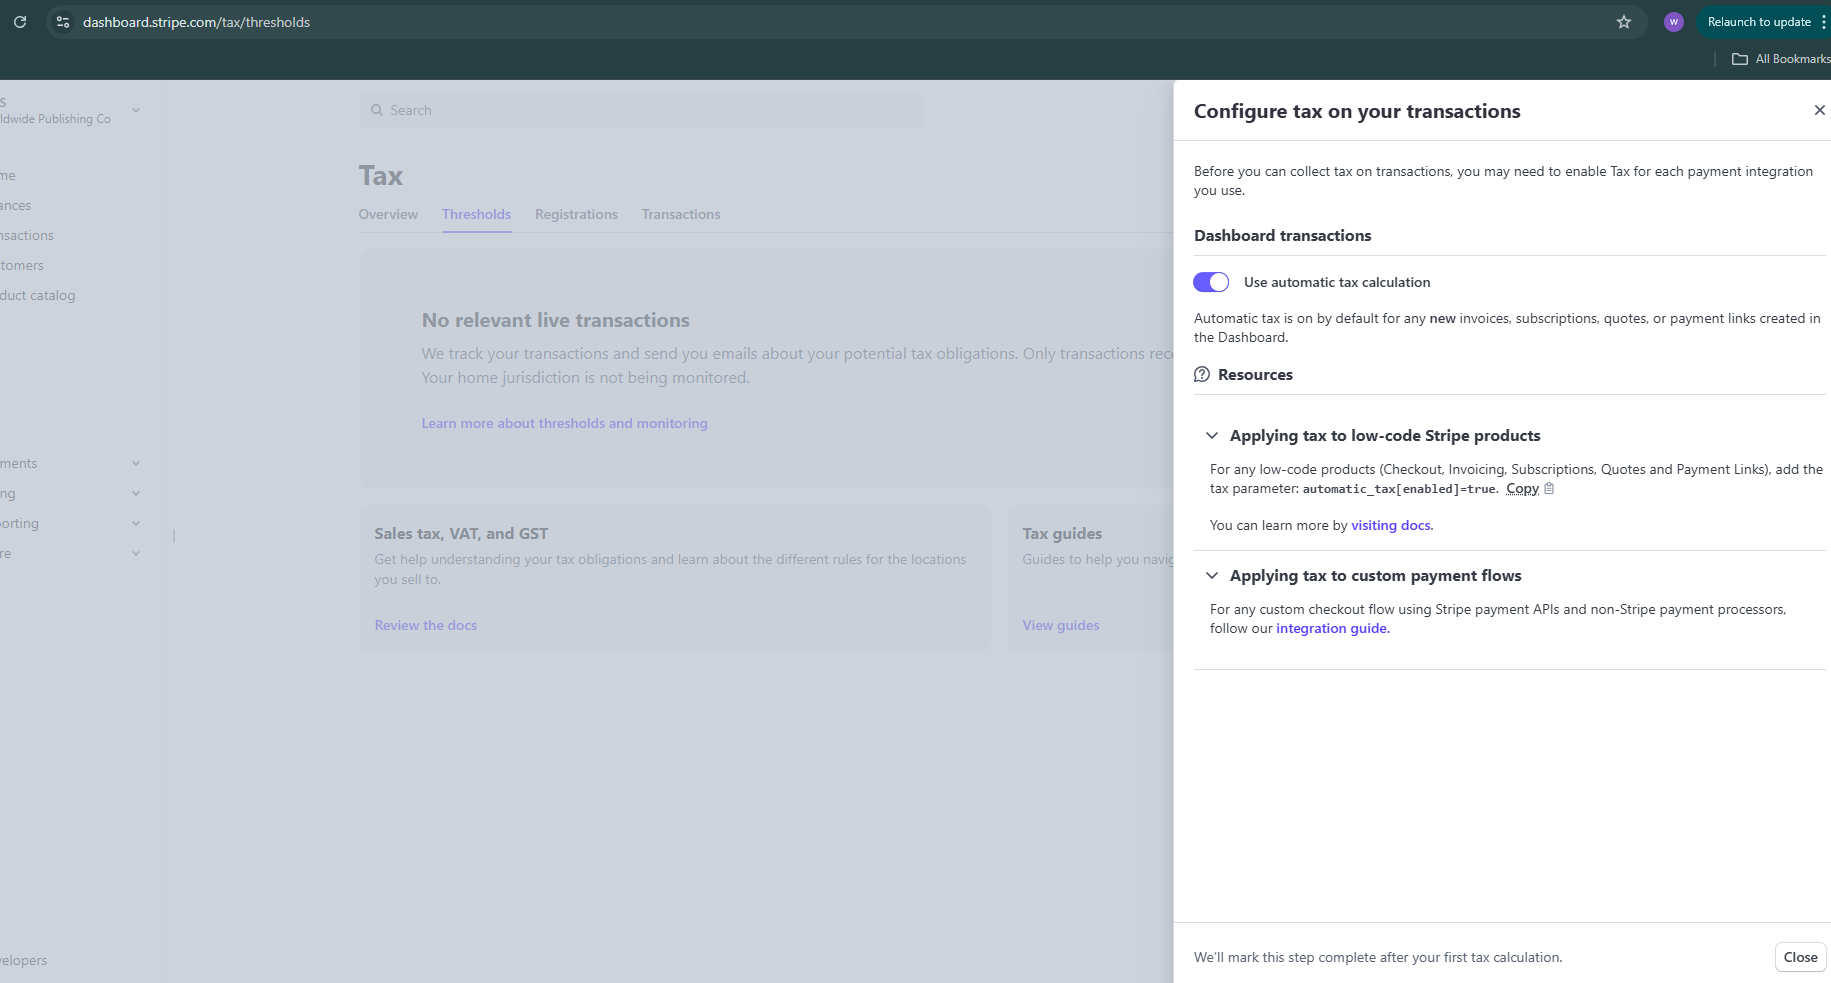 dashboard.stripe.com/tax/thresholds
W
Relaunch to update
All Bookmarks
S
ldwide Publishing Co
me
ances
nsactions
tomers
duct catalog
ments
ng
orting
re
velopers
Search
Tax
Overview
Thresholds
Registrations
Transactions
No relevant live transactions
We track your transactions and send you emails about your potential tax obligations. Only transactions rec
Your home jurisdiction is not being monitored.
Learn more about thresholds and monitoring
Sales tax, VAT, and GST
Get help understanding your tax obligations and learn about the different rules for the locations
you sell to.
Review the docs
Tax guides
Guides to help you navig
View guides
Configure tax on your transactions
Before you can collect tax on transactions, you may need to enable Tax for each payment integration
you use.
Dashboard transactions
Use automatic tax calculation
Automatic tax is on by default for any new invoices, subscriptions, quotes, or payment links created in
the Dashboard.
Resources
Applying tax to low-code Stripe products
For any low-code products (Checkout, Invoicing, Subscriptions, Quotes and Payment Links), add the
tax parameter: automatic_tax[enabled]=true. Copy
You can learn more by visiting docs.
Applying tax to custom payment flows
For any custom checkout flow using Stripe payment APIs and non-Stripe payment processors,
follow our integration guide.
We'll mark this step complete after your first tax calculation.
Close